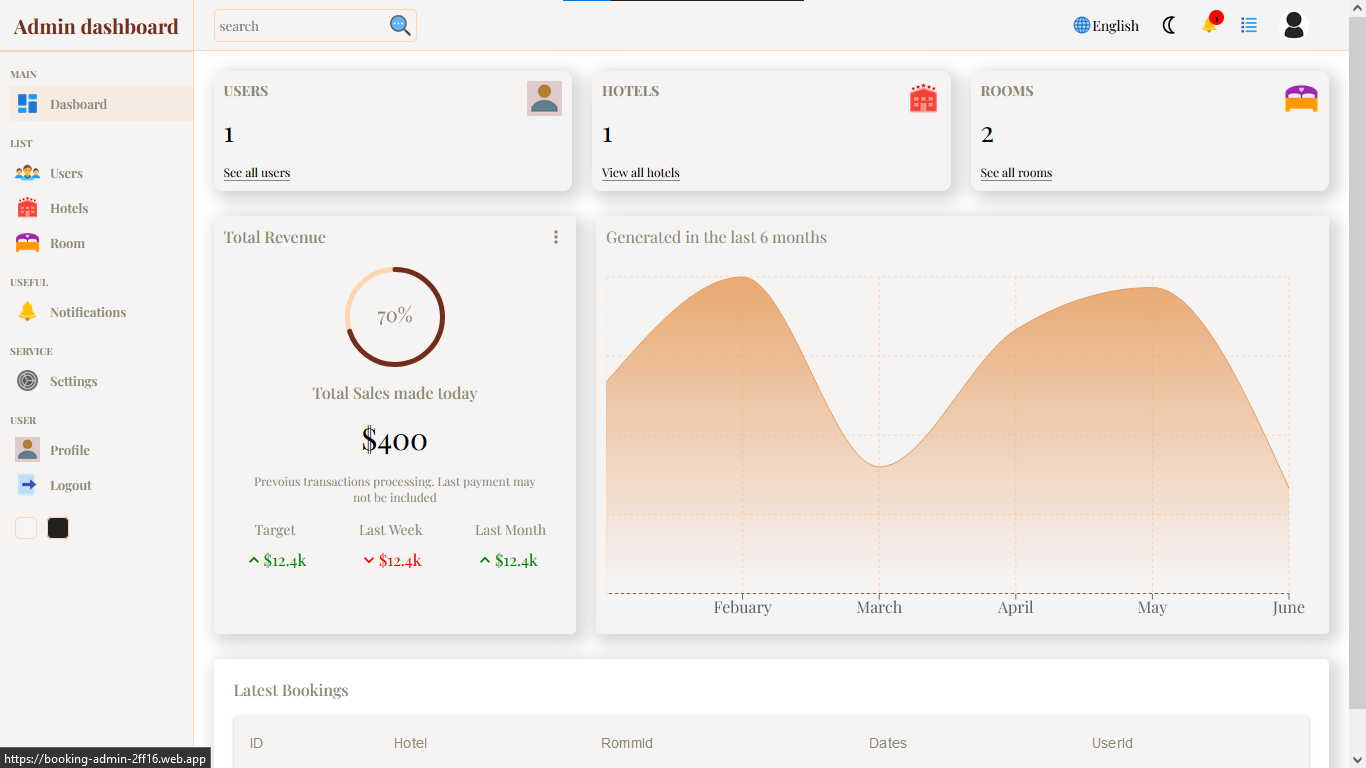 Admin dashboard
search
English
1
MAIN
Dasboard
LIST
Users
Hotels
Room
USEFUL
Notifications
SERVICE
Settings
USER
Profile
Logout
USERS
1
See all users
HOTELS
1
View all hotels
ROOMS
2
See all rooms
Total Revenue
70%
Total Sales made today
$400
Prevoius transactions processing. Last payment may
not be included
Target Last Week Last Month
$12.4k $12.4k $12.4k
Generated in the last 6 months
Febuary March April May June
Latest Bookings
ID Hotel RommId Dates UserId
https://booking-admin-2ff16.web.app